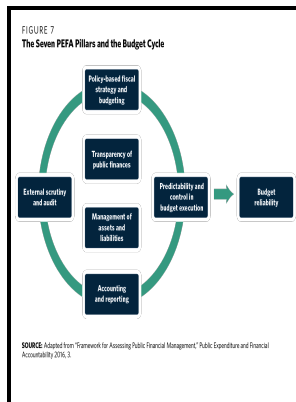 FIGURE 7
The Seven PEFA Pillars and the Budget Cycle
Policy-based fiscal
strategy and
budgeting
Transparency of
public finances
External scrutiny
and audit
Predictability and
control in
budget execution
Budget
reliability
Management of
assets and
liabilities
Accounting
and reporting
SOURCE: Adapted from “Framework for Assessing Public Financial Management,” Public Expenditure and Financial
Accountability 2016, 3.